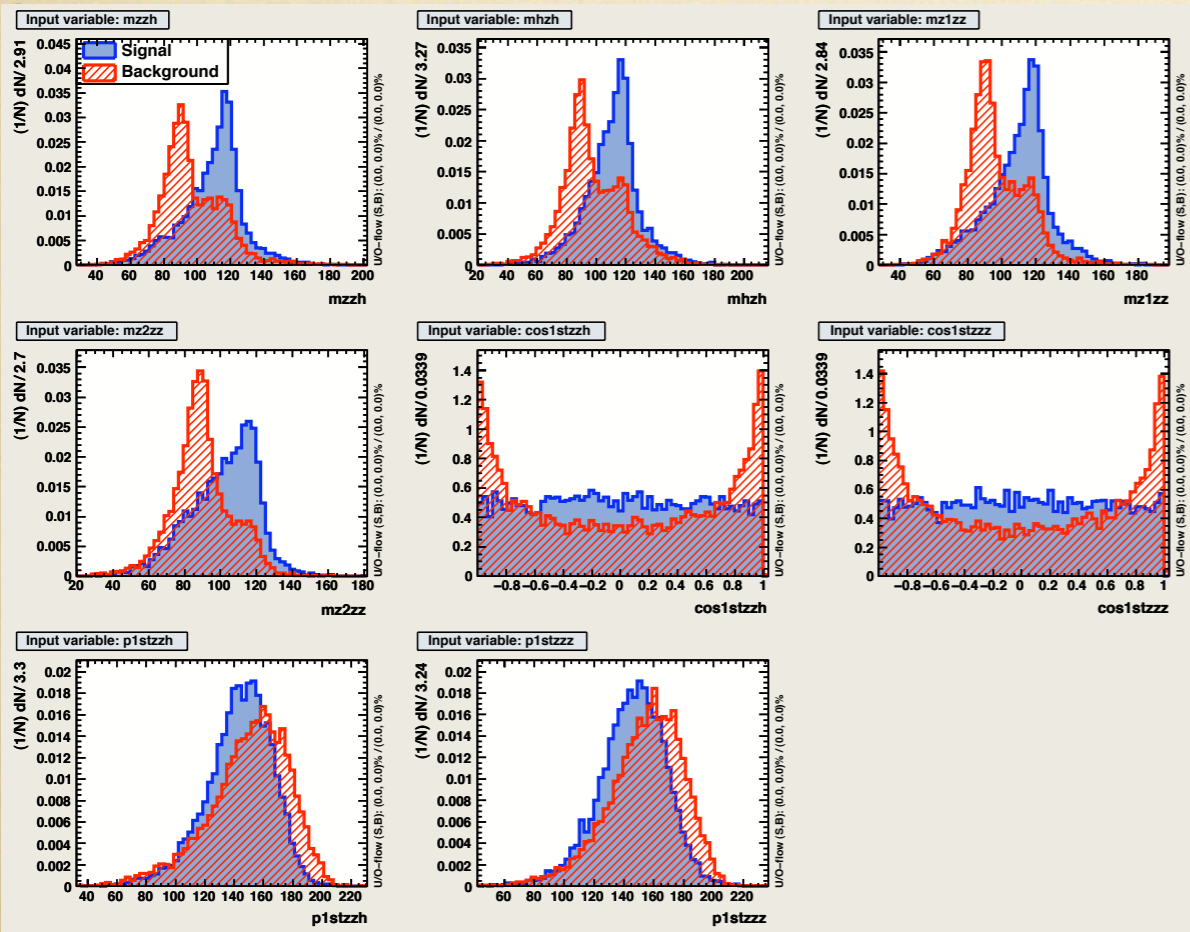 Input variable: mzzh
(1/N) dN/ 2.91
0.045
0.04
0.035
0.03
0.025
0.02
0.015
0.01
0.005
0
Signal
Background
40 60 80 100 120 140 160 180 200
mzzh
U/O-flow (S,B): (0.0, 0.0)% / (0.0, 0.0)%
Input variable: mhzh
(1/N) dN/ 3.27
0.035
0.03
0.025
0.02
0.015
0.01
0.005
0
20 40 60 80 100 120 140 160 180 200
mhzh
U/O-flow (S,B): (0.0, 0.0)% / (0.0, 0.0)%
Input variable: mz1zz
(1/N) dN/ 2.84
0.035
0.03
0.025
0.02
0.015
0.01
0.005
0
40 60 80 100 120 140 160 180
mz1zz
U/O-flow (S,B): (0.0, 0.0)% / (0.0, 0.0)%
Input variable: mz2zz
(1/N) dN/ 2.7
0.035
0.03
0.025
0.02
0.015
0.01
0.005
0
20 40 60 80 100 120 140 160 180
mz2zz
U/O-flow (S,B): (0.0, 0.0)% / (0.0, 0.0)%
Input variable: cos1stzzh
(1/N) dN/ 0.0339
1.4
1.2
1
0.8
0.6
0.4
0.2
0
-0.8 -0.6 -0.4 -0.2 0 0.2 0.4 0.6 0.8 1
cos1stzzh
U/O-flow (S,B): (0.0, 0.0)% / (0.0, 0.0)%
Input variable: cos1stzzz
(1/N) dN/ 0.0339
1.4
1.2
1
0.8
0.6
0.4
0.2
0
-0.8 -0.6 -0.4 -0.2 0 0.2 0.4 0.6 0.8 1
cos1stzzz
U/O-flow (S,B): (0.0, 0.0)% / (0.0, 0.0)%
Input variable: p1stzzh
(1/N) dN/ 3.3
0.02
0.018
0.016
0.014
0.012
0.01
0.008
0.006
0.004
0.002
0
40 60 80 100 120 140 160 180 200 220
p1stzzh
U/O-flow (S,B): (0.0, 0.0)% / (0.0, 0.0)%
Input variable: p1stzzz
(1/N) dN/ 3.24
0.02
0.018
0.016
0.014
0.012
0.01
0.008
0.006
0.004
0.002
0
60 80 100 120 140 160 180 200 220
p1stzzz
U/O-flow (S,B): (0.0, 0.0)% / (0.0, 0.0)%